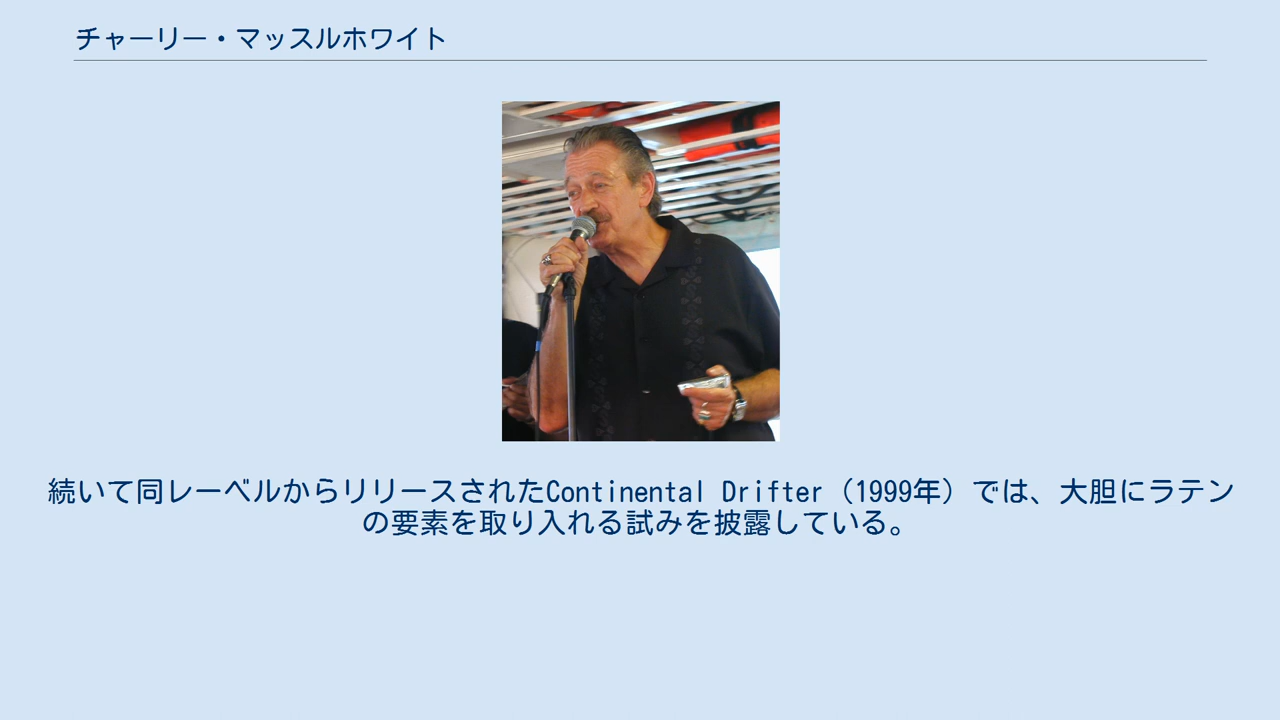 チャーリー・マッスルホワイト
続いて同レーベルからリリースされたContinental Drifter（1999年）では、大胆にラテン
の要素を取り入れる試みを披露している。